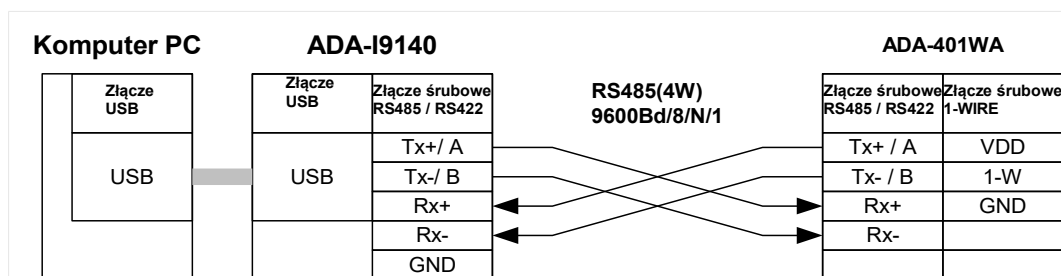 Komputer PC
ADA-I9140
ADA-401WA
Złącze
USB
Złącze
USB
Złącze śrubowe
RS485 / RS422
RS485(4W)
9600Bd/8/N/1
Złącze śrubowe
RS485 / RS422
Złącze śrubowe
1-WIRE
USB
USB
Tx+/ A
Tx-/ B
Rx+
Rx-
GND
Tx+ / A
VDD
Tx- / B
1-W
Rx+
GND
Rx-